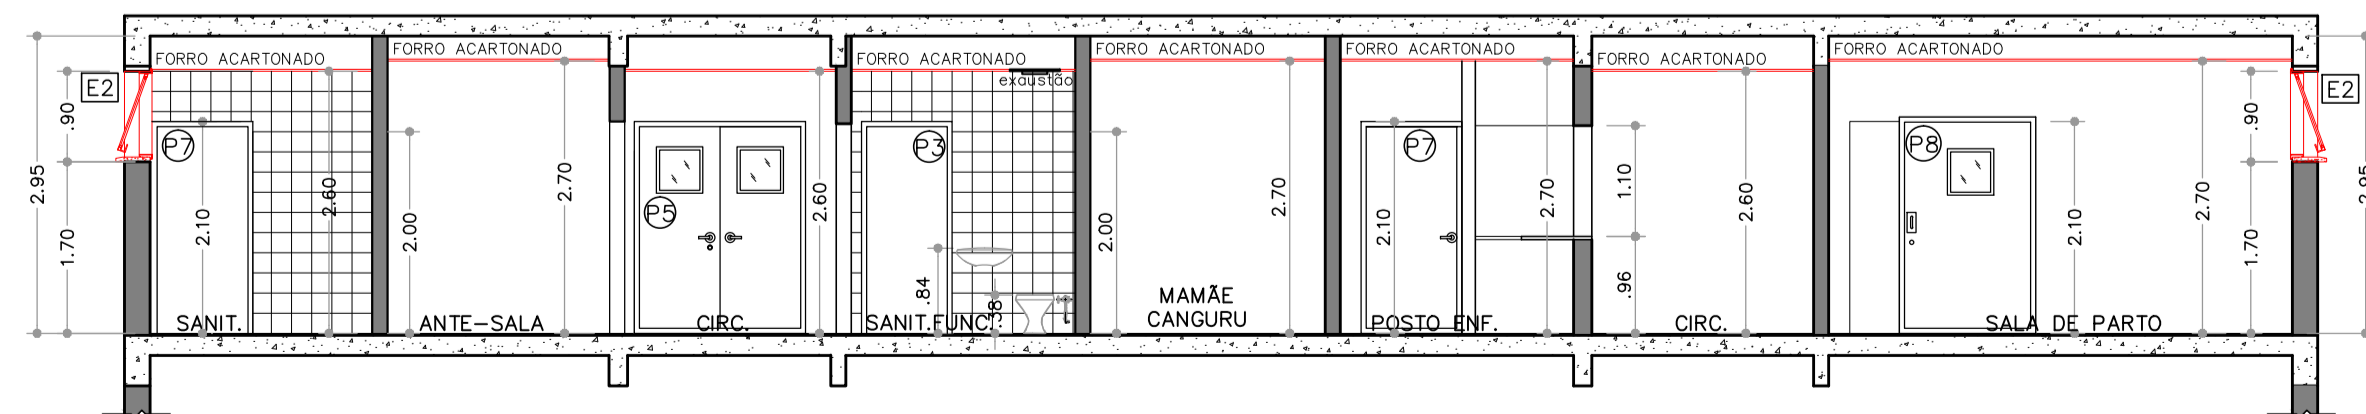 FORRO ACARTONADO
FORRO ACARTONADO
FORRO ACARTONADO
FORRO ACARTONADO
FORRO ACARTONADO
FORRO ACARTONADO
FORRO ACARTONADO
exaustão
E2
E2
P7
P5
P3
P7
P8
2.95
.90
1.70
2.10
2.60
2.00
2.70
2.60
.84
.38
2.00
2.70
2.10
2.70
1.10
.96
2.60
2.10
2.70
.90
1.70
2.95
SANIT.
ANTE-SALA
CIRC.
SANIT.FUNC.
MAMÃE
CANGURU
POSTO ENF.
CIRC.
SALA DE PARTO